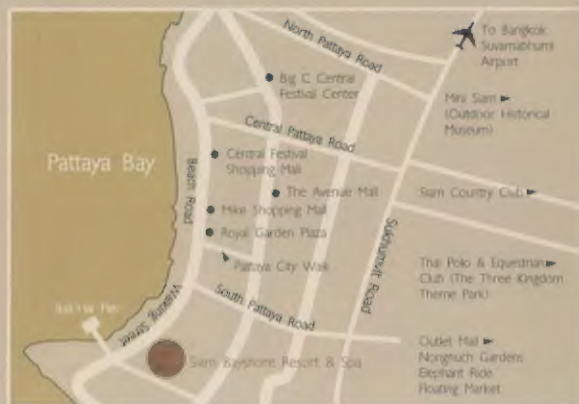 North Pattaya Road
To Bangkok
Suvarnabhumi
Airport
Big C Central
Festival Center
Mini Siam
(Outdoor Historical
Museum)
Central Pattaya Road
Pattaya Bay
Beach Road
Central Festival
Shopping Mall
The Avenue Mall
Siam Country Club
Mike Shopping Mall
Royal Garden Plaza
Sukhumvit Road
Pattaya City Walk
Thai Polo & Equestrian
Club (The Three Kingdom
Theme Park)
South Pattaya Road
Walking Street
Bali Hai Pier
Siam Bayshore Resort & Spa
Outlet Mall
Nongnuch Gardens
Elephant Ride
Floating Market